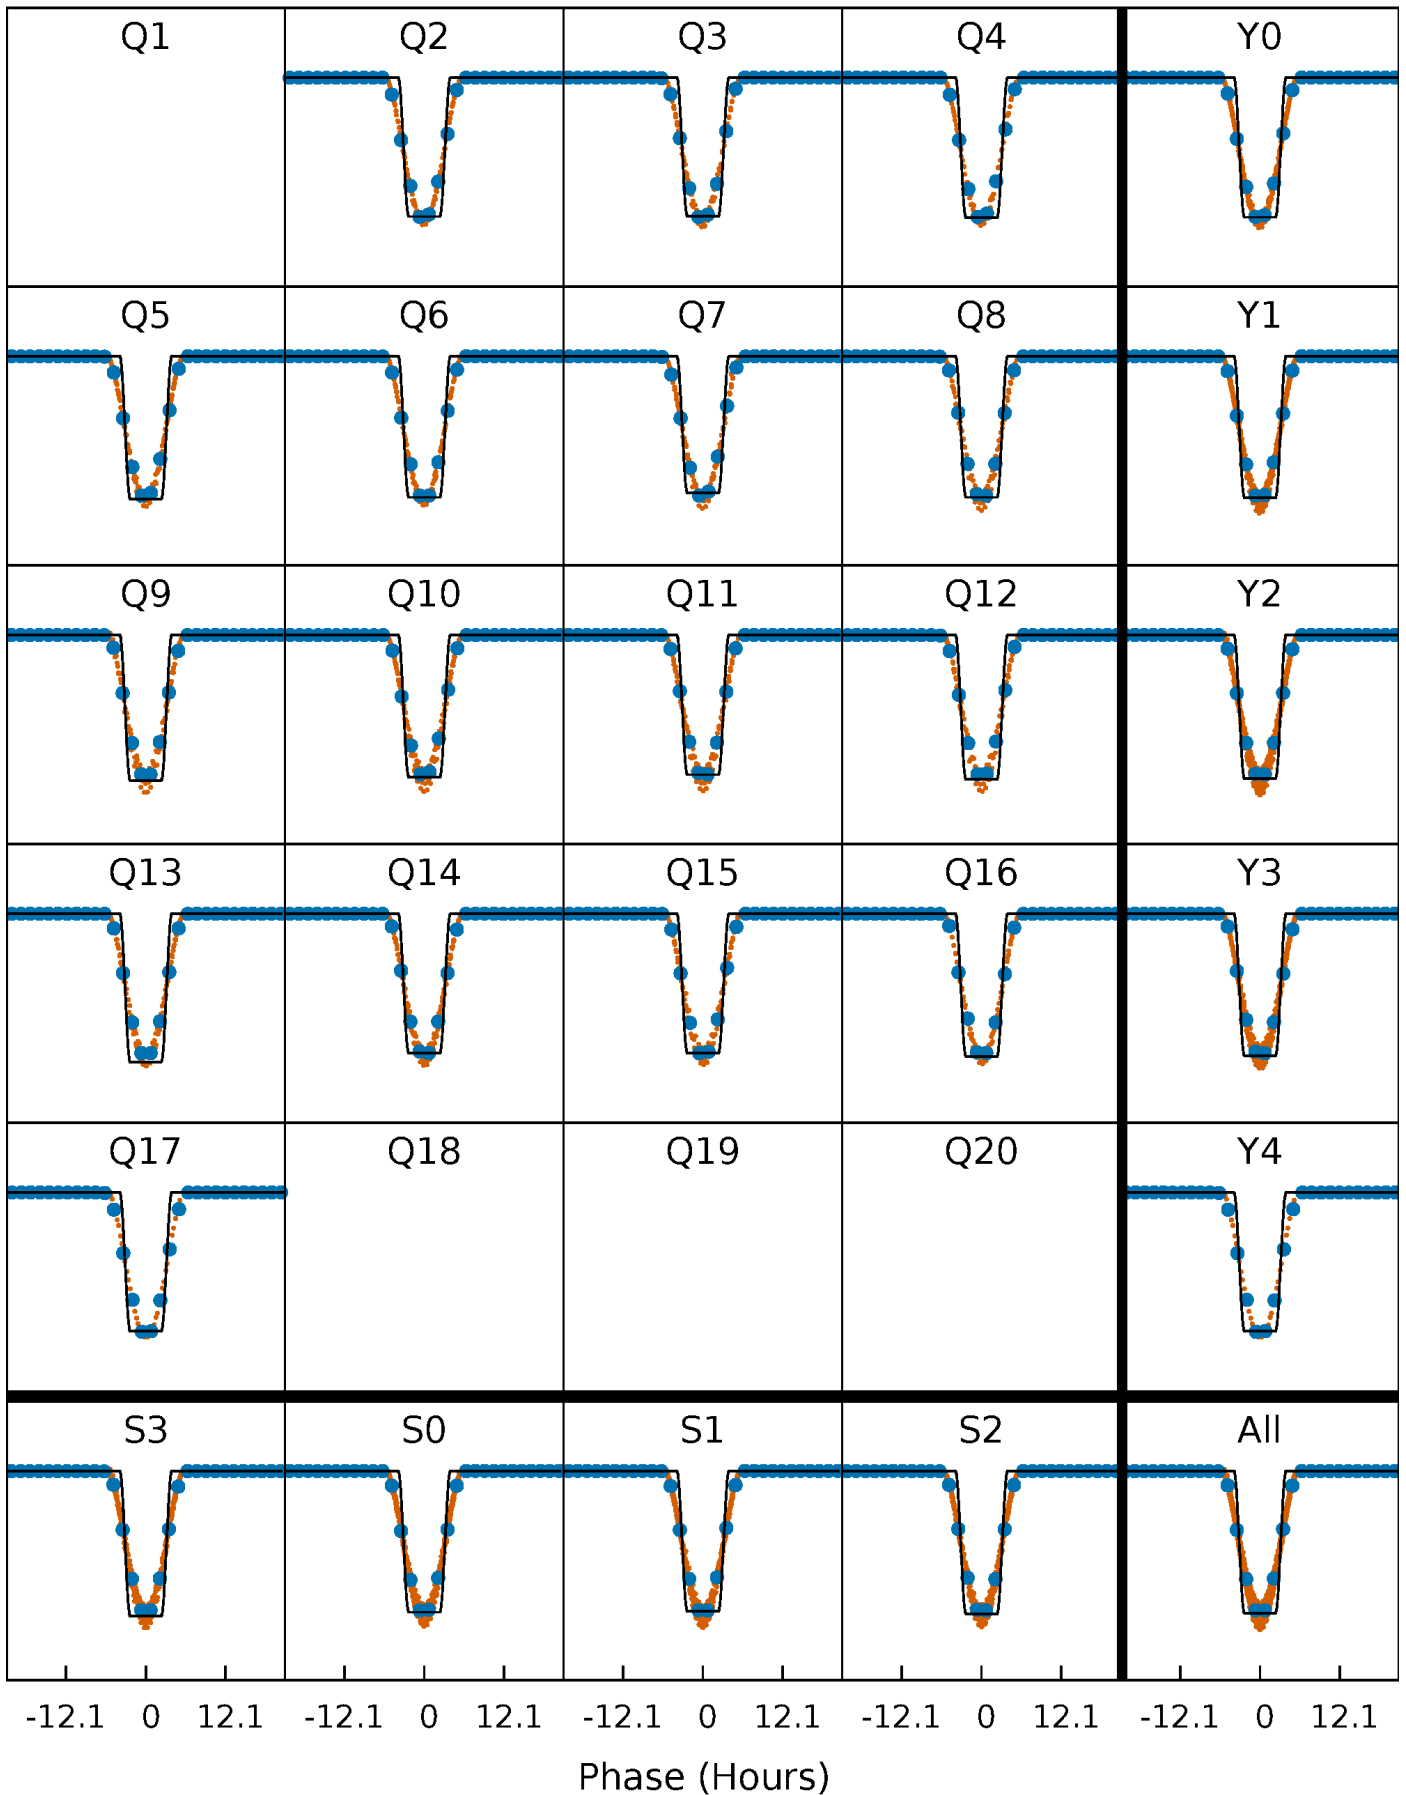 Q1 Q2 Q3 Q4 Y0
Q5 Q6 Q7 Q8 Y1
Q9 Q10 Q11 Q12 Y2
Q13 Q14 Q15 Q16 Y3
Q17 Q18 Q19 Q20 Y4
S3 S0 S1 S2 All
-12.1 0 12.1 -12.1 0 12.1 -12.1 0 12.1 -12.1 0 12.1 -12.1 0 12.1
Phase (Hours)